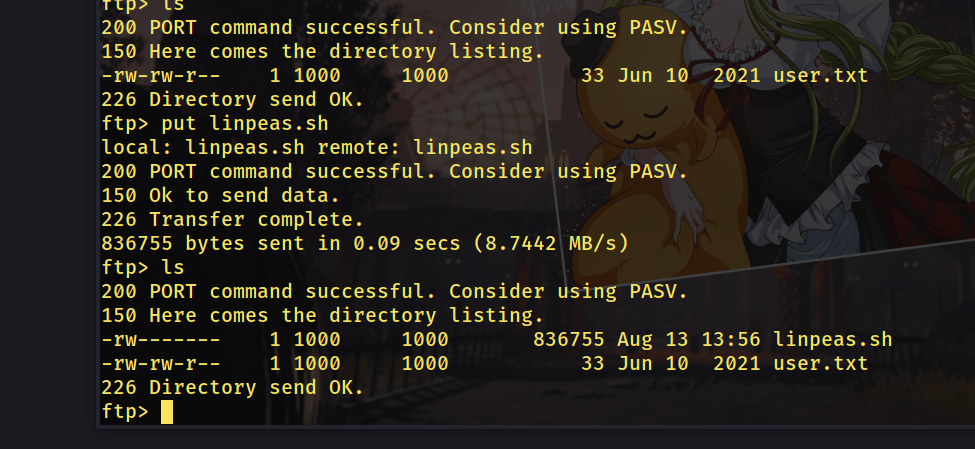 ftp> ls
200 PORT command successful. Consider using PASV.
150 Here comes the directory listing.
-rw-rw-r--    1 1000     1000           33 Jun 10  2021 user.txt
226 Directory send OK.
ftp> put linpeas.sh
local: linpeas.sh remote: linpeas.sh
200 PORT command successful. Consider using PASV.
150 Ok to send data.
226 Transfer complete.
836755 bytes sent in 0.09 secs (8.7442 MB/s)
ftp> ls
200 PORT command successful. Consider using PASV.
150 Here comes the directory listing.
-rw-------    1 1000     1000       836755 Aug 13 13:56 linpeas.sh
-rw-rw-r--    1 1000     1000           33 Jun 10  2021 user.txt
226 Directory send OK.
ftp>